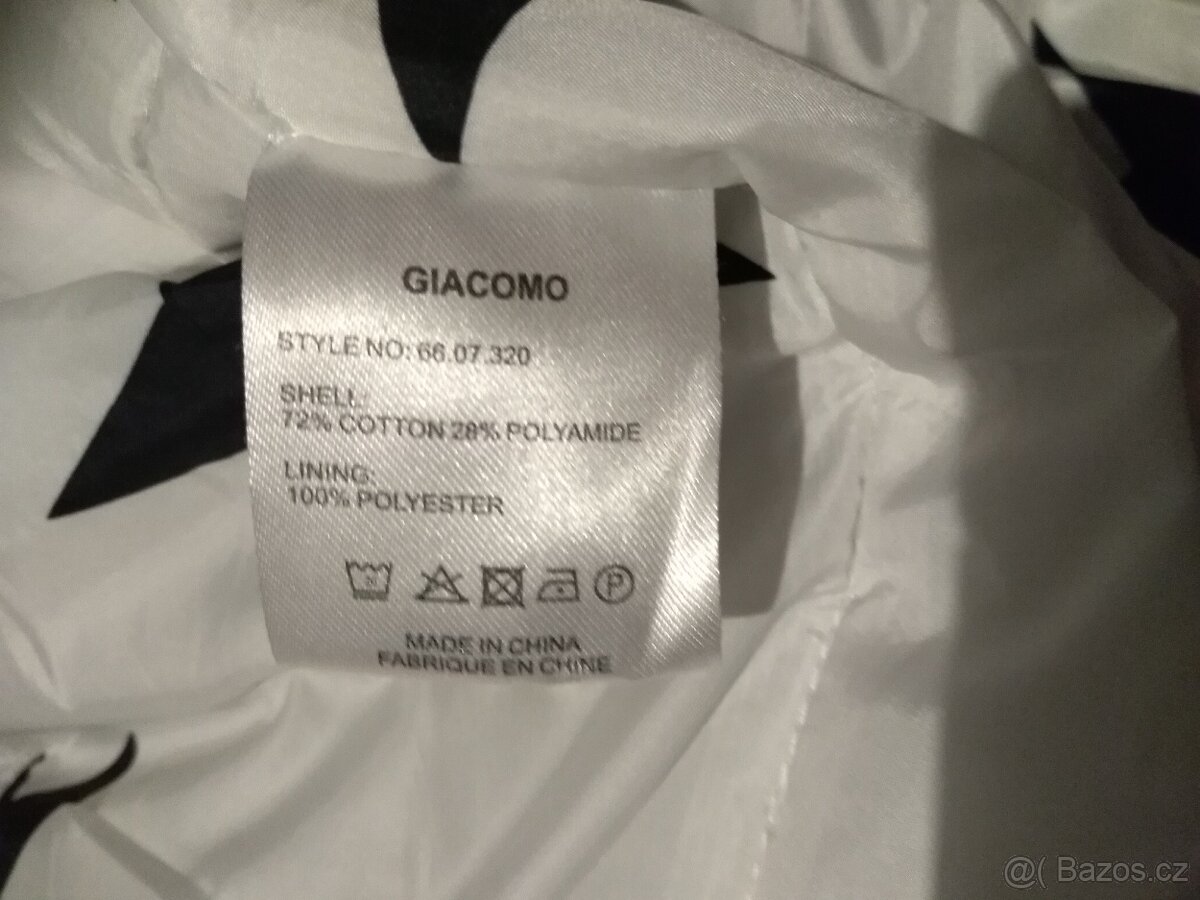 GIACOMO
STYLE NO: 66.07.320
SHELL:
72% COTTON 28% POLYAMIDE
LINING:
100% POLYESTER
P
MADE IN CHINA
FABRIQUE EN CHINE
@( Bazos.cz